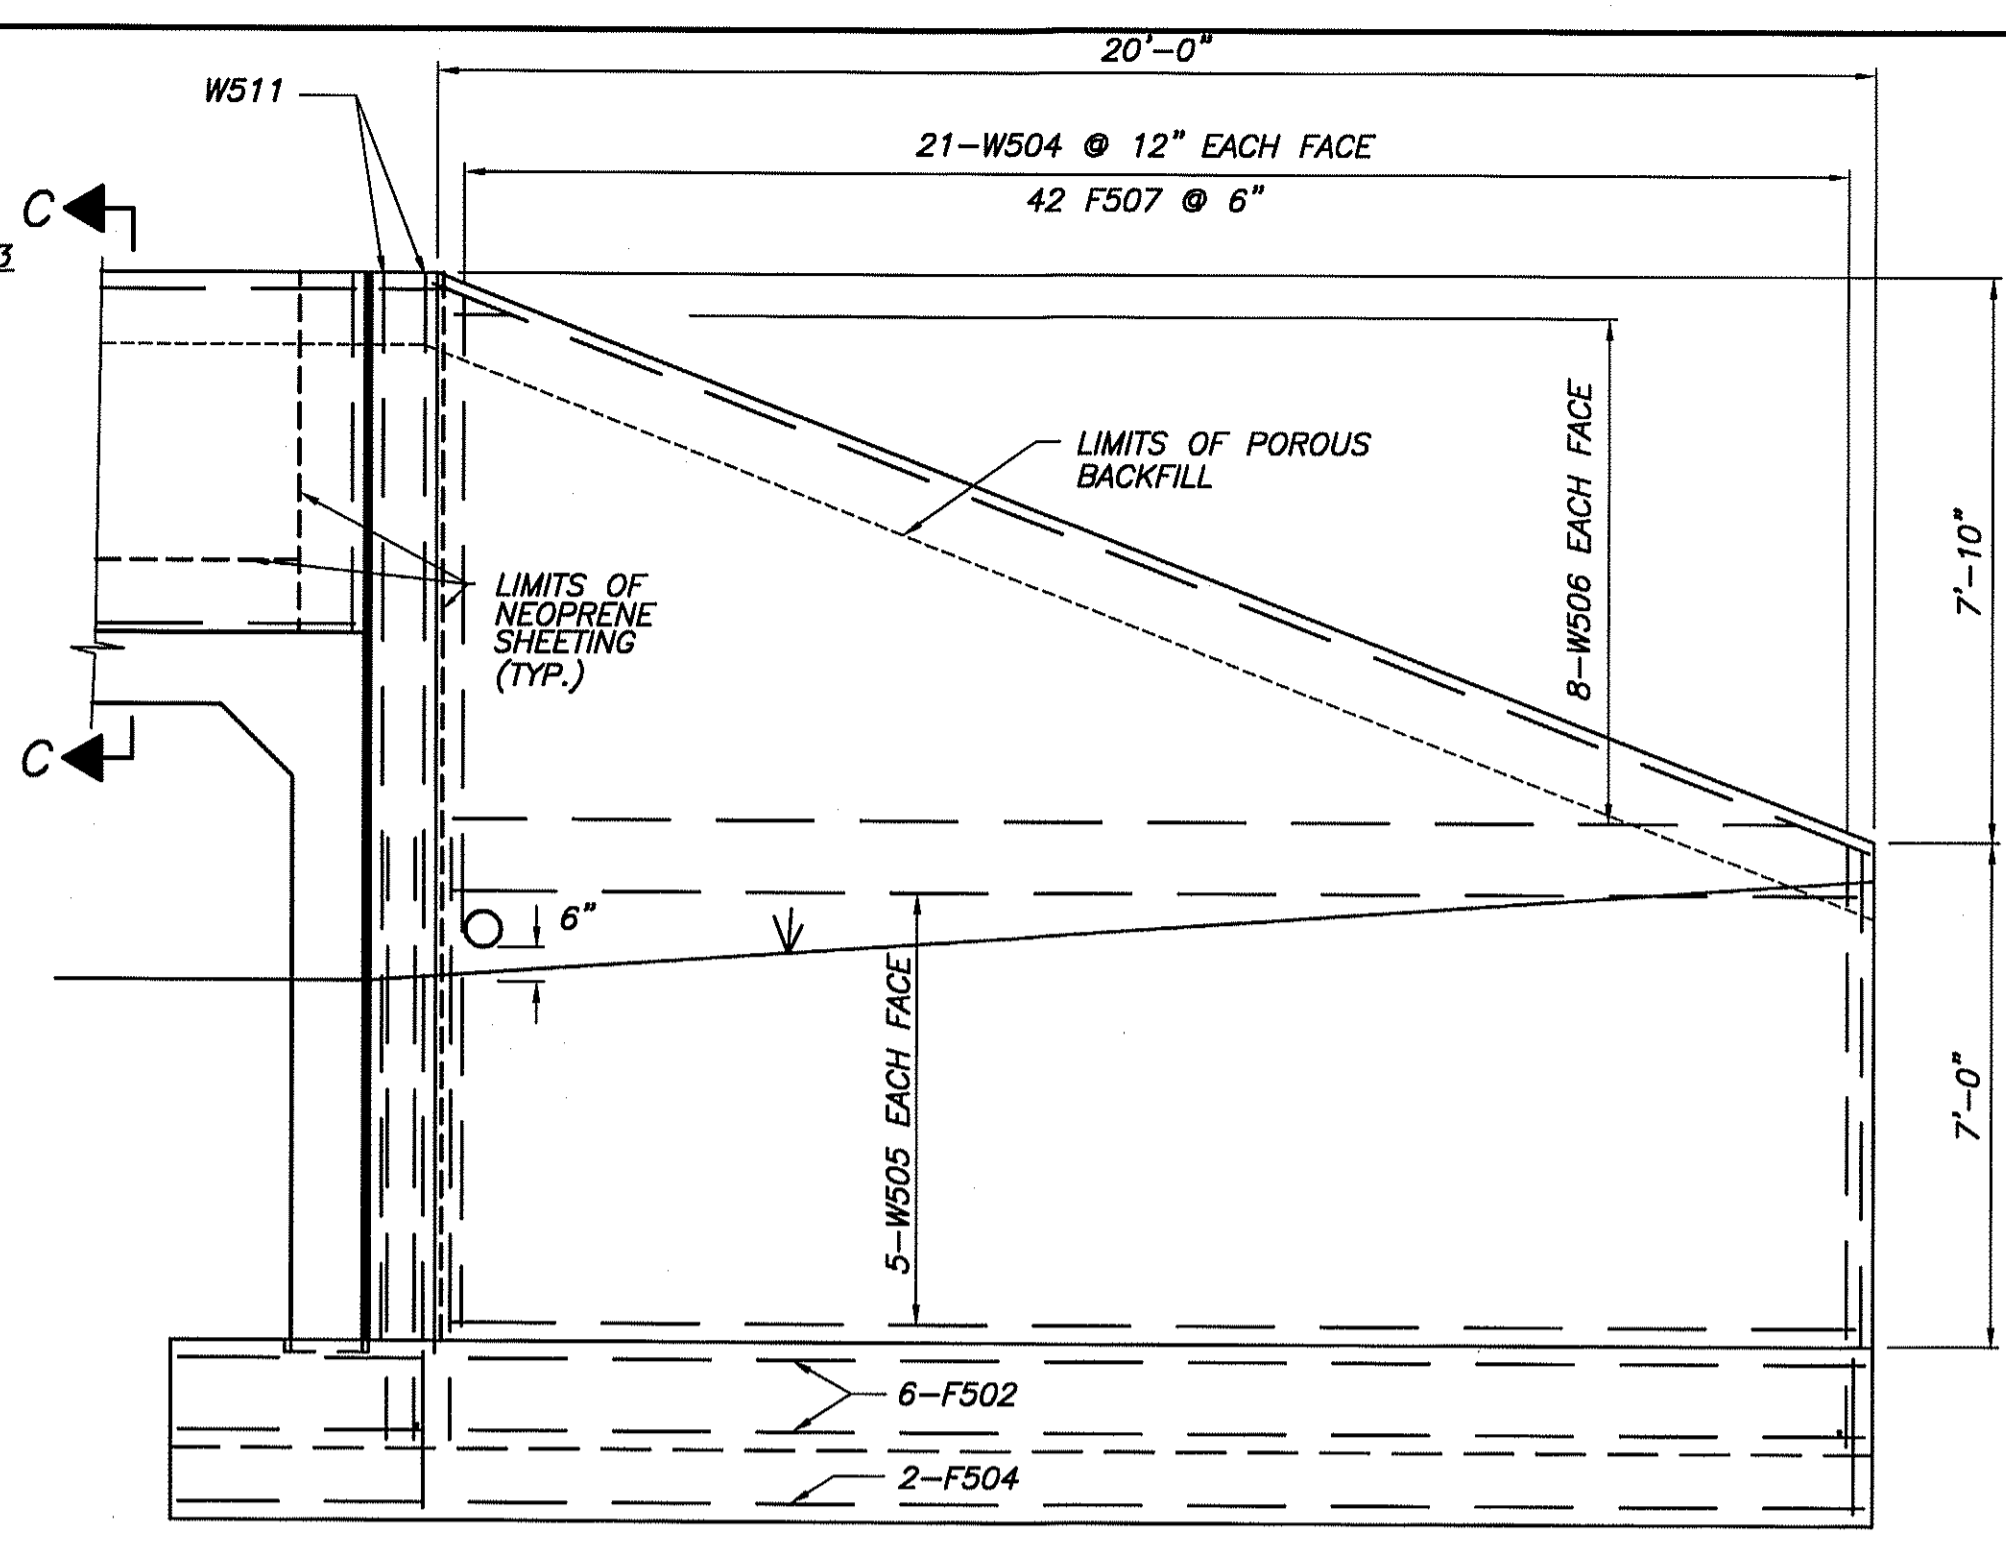 20'-0"
W511
21-W504 @ 12" EACH FACE
42 F507 @ 6"
C
3
8-W506 EACH FACE
LIMITS OF POROUS
BACKFILL
7'-10"
LIMITS OF
NEOPRENE
SHEETING
(TYP.)
C
6"
5-W505 EACH FACE
7'-0"
6-F502
2-F504